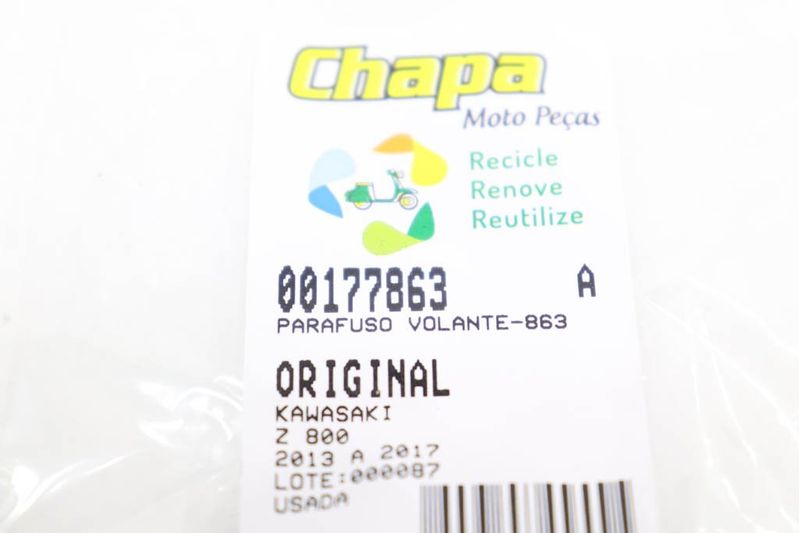 Chapa
Moto Peças
Recicle
Renove
Reutilize
00177863 A
PARAFUSO VOLANTE-863
ORIGINAL
KAWASAKI
Z 800
2013 A 2017
LOTE:000087
USADA